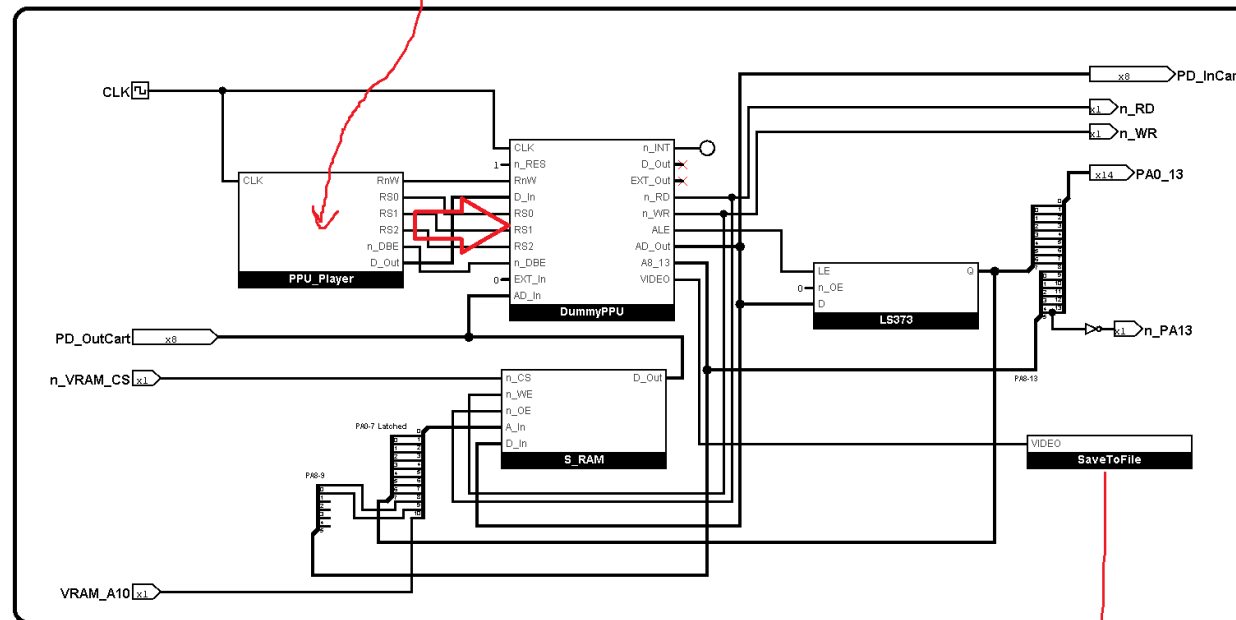 CLK
PD_InCart
x8
n_RD
x1
n_WR
x1
PA0_13
x14
n_PA13
x1
CLK
RnW
RS0
RS1
RS2
n_DBE
D_Out
PPU_Player
CLK
n_RES
1
RnW
D_In
RS0
RS1
RS2
n_DBE
EXT_In
0
AD_In
n_INT
D_Out
EXT_Out
n_RD
n_WR
ALE
AD_Out
A8_13
VIDEO
DummyPPU
LE
n_OE
0
D
Q
LS373
PA8-13
PD_OutCart
x8
n_VRAM_CS
x1
n_CS
n_WE
n_OE
A_In
D_In
D_Out
S_RAM
PA0-7 Latched
PA8-9
VIDEO
SaveToFile
VRAM_A10
x1